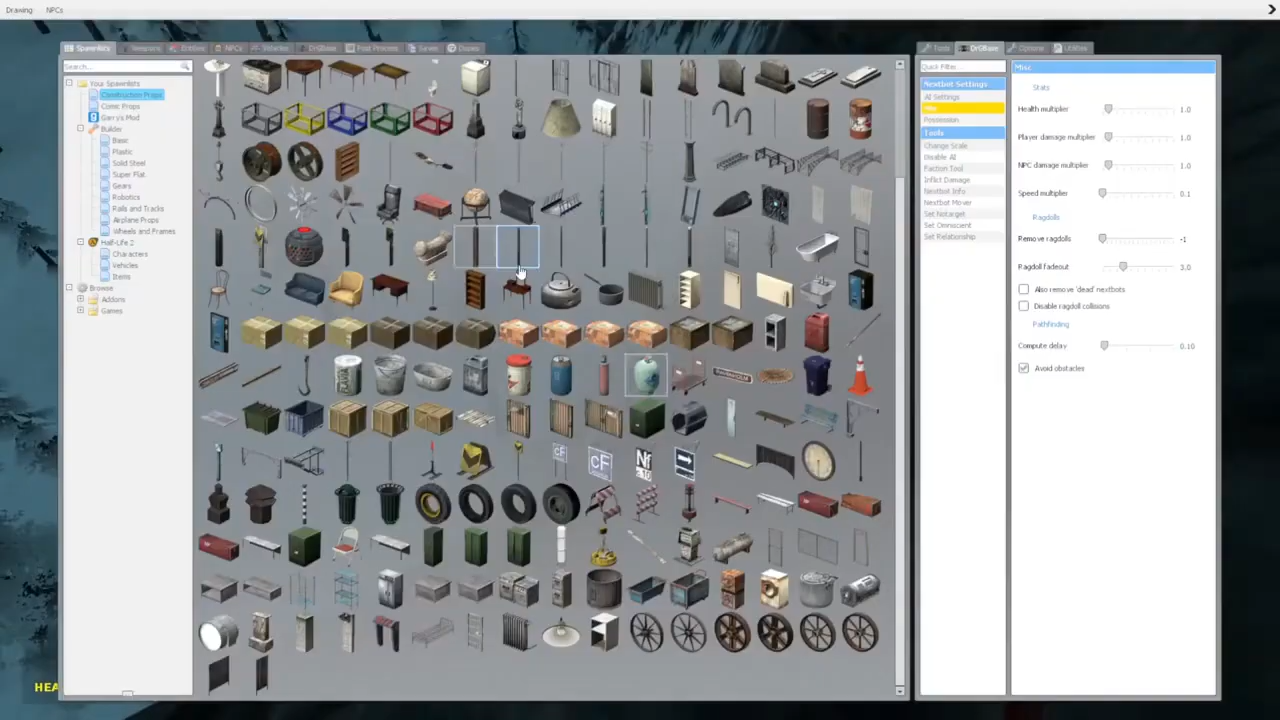 Drawing NPCs
Spawnlists Weapons Entities NPCs Vehicles DrGBase Post Process Saves Dupes
Tools DrGBase Options Utilities
Search...
Your Spawnlists
Construction Props
Comic Props
Garry's Mod
Builder
Basic
Plastic
Solid Steel
Super Flat
Gears
Robotics
Rails and Tracks
Airplane Props
Wheels and Frames
Half-Life 2
Characters
Vehicles
Items
Browse
Addons
Games
Quick Filter...
Nextbot Settings
AI Settings
Misc
Possession
Tools
Change Scale
Disable AI
Faction Tool
Inflict Damage
Nextbot Info
Nextbot Mover
Set Notarget
Set Omniscient
Set Relationship
Misc
Stats
Health multiplier 1.0
Player damage multiplier 1.0
NPC damage multiplier 1.0
Speed multiplier 0.1
Ragdolls
Remove ragdolls -1
Ragdoll fadeout 3.0
Also remove 'dead' nextbots
Disable ragdoll collisions
Pathfinding
Compute delay 0.10
Avoid obstacles
cF
cF
HEA